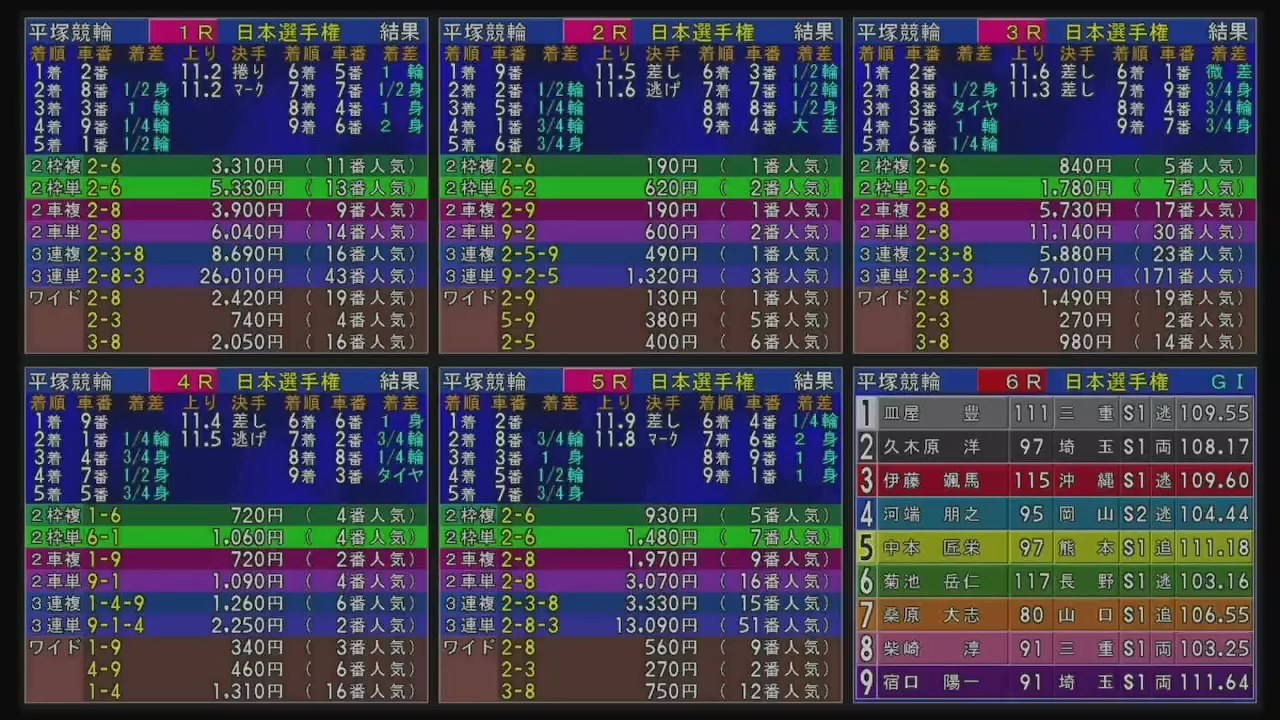 平塚競輪 1R 日本選手権 結果
着順 車番 着差 上り 決手 着順 車番 着差
1着 2番 11.2 捲り 6着 5番 1 輪
2着 8番 1/2身 11.2 マーク 7着 7番 1/2身
3着 3番 1 輪 8着 4番 1 身
4着 9番 1/4輪 9着 6番 2 身
5着 1番 1/2輪
2枠複 2-6 3.310円 ( 11番人気)
2枠単 2-6 5.330円 ( 13番人気)
2車複 2-8 3.900円 ( 9番人気)
2車単 2-8 6.040円 ( 14番人気)
3連複 2-3-8 8.690円 ( 16番人気)
3連単 2-8-3 26.010円 ( 43番人気)
ワイド 2-8 2.420円 ( 19番人気)
2-3 740円 ( 4番人気)
3-8 2.050円 ( 16番人気)
平塚競輪 2R 日本選手権 結果
着順 車番 着差 上り 決手 着順 車番 着差
1着 9番 11.5 差し 6着 3番 1/2輪
2着 2番 1/2輪 11.6 逃げ 7着 7番 1/2輪
3着 5番 1/4輪 8着 8番 1/2身
4着 1番 3/4輪 9着 4番 大 差
5着 6番 3/4身
2枠複 2-6 190円 ( 1番人気)
2枠単 6-2 620円 ( 2番人気)
2車複 2-9 190円 ( 1番人気)
2車単 9-2 600円 ( 2番人気)
3連複 2-5-9 490円 ( 1番人気)
3連単 9-2-5 1.320円 ( 3番人気)
ワイド 2-9 130円 ( 1番人気)
5-9 380円 ( 5番人気)
2-5 400円 ( 6番人気)
平塚競輪 3R 日本選手権 結果
着順 車番 着差 上り 決手 着順 車番 着差
1着 2番 11.6 差し 6着 1番 微 差
2着 8番 1/2身 11.3 差し 7着 9番 3/4身
3着 3番 タイヤ 8着 4番 3/4輪
4着 5番 1 輪 9着 7番 3/4身
5着 6番 1/4輪
2枠複 2-6 840円 ( 5番人気)
2枠単 2-6 1.780円 ( 7番人気)
2車複 2-8 5.730円 ( 17番人気)
2車単 2-8 11.140円 ( 30番人気)
3連複 2-3-8 5.880円 ( 23番人気)
3連単 2-8-3 67.010円 (171番人気)
ワイド 2-8 1.490円 ( 19番人気)
2-3 270円 ( 2番人気)
3-8 980円 ( 14番人気)
平塚競輪 4R 日本選手権 結果
着順 車番 着差 上り 決手 着順 車番 着差
1着 9番 11.4 差し 6着 6番 1 身
2着 1番 1/4輪 11.5 逃げ 7着 2番 3/4輪
3着 4番 3/4身 8着 8番 1/4輪
4着 7番 1/2身 9着 3番 タイヤ
5着 5番 3/4身
2枠複 1-6 720円 ( 4番人気)
2枠単 6-1 1.060円 ( 4番人気)
2車複 1-9 720円 ( 2番人気)
2車単 9-1 1.090円 ( 4番人気)
3連複 1-4-9 1.260円 ( 6番人気)
3連単 9-1-4 2.250円 ( 2番人気)
ワイド 1-9 340円 ( 3番人気)
4-9 460円 ( 6番人気)
1-4 1.310円 ( 16番人気)
平塚競輪 5R 日本選手権 結果
着順 車番 着差 上り 決手 着順 車番 着差
1着 2番 11.9 差し 6着 4番 1/4輪
2着 8番 3/4輪 11.8 マーク 7着 6番 2 身
3着 3番 1 身 8着 9番 1 身
4着 5番 1/2輪 9着 1番 1 身
5着 7番 3/4身
2枠複 2-6 930円 ( 5番人気)
2枠単 2-6 1.480円 ( 7番人気)
2車複 2-8 1.970円 ( 9番人気)
2車単 2-8 3.070円 ( 16番人気)
3連複 2-3-8 3.330円 ( 15番人気)
3連単 2-8-3 13.090円 ( 51番人気)
ワイド 2-8 560円 ( 9番人気)
2-3 270円 ( 2番人気)
3-8 750円 ( 12番人気)
平塚競輪 6R 日本選手権 GI
1 皿屋 豊 111 三 重 S1 逃 109.55
2 久木原 洋 97 埼 玉 S1 両 108.17
3 伊藤 颯馬 115 沖 縄 S1 逃 109.60
4 河端 朋之 95 岡 山 S2 逃 104.44
5 中本 匠栄 97 熊 本 S1 追 111.18
6 菊池 岳仁 117 長 野 S1 逃 103.16
7 桑原 大志 80 山 口 S1 追 106.55
8 柴崎 淳 91 三 重 S1 両 103.25
9 宿口 陽一 91 埼 玉 S1 両 111.64